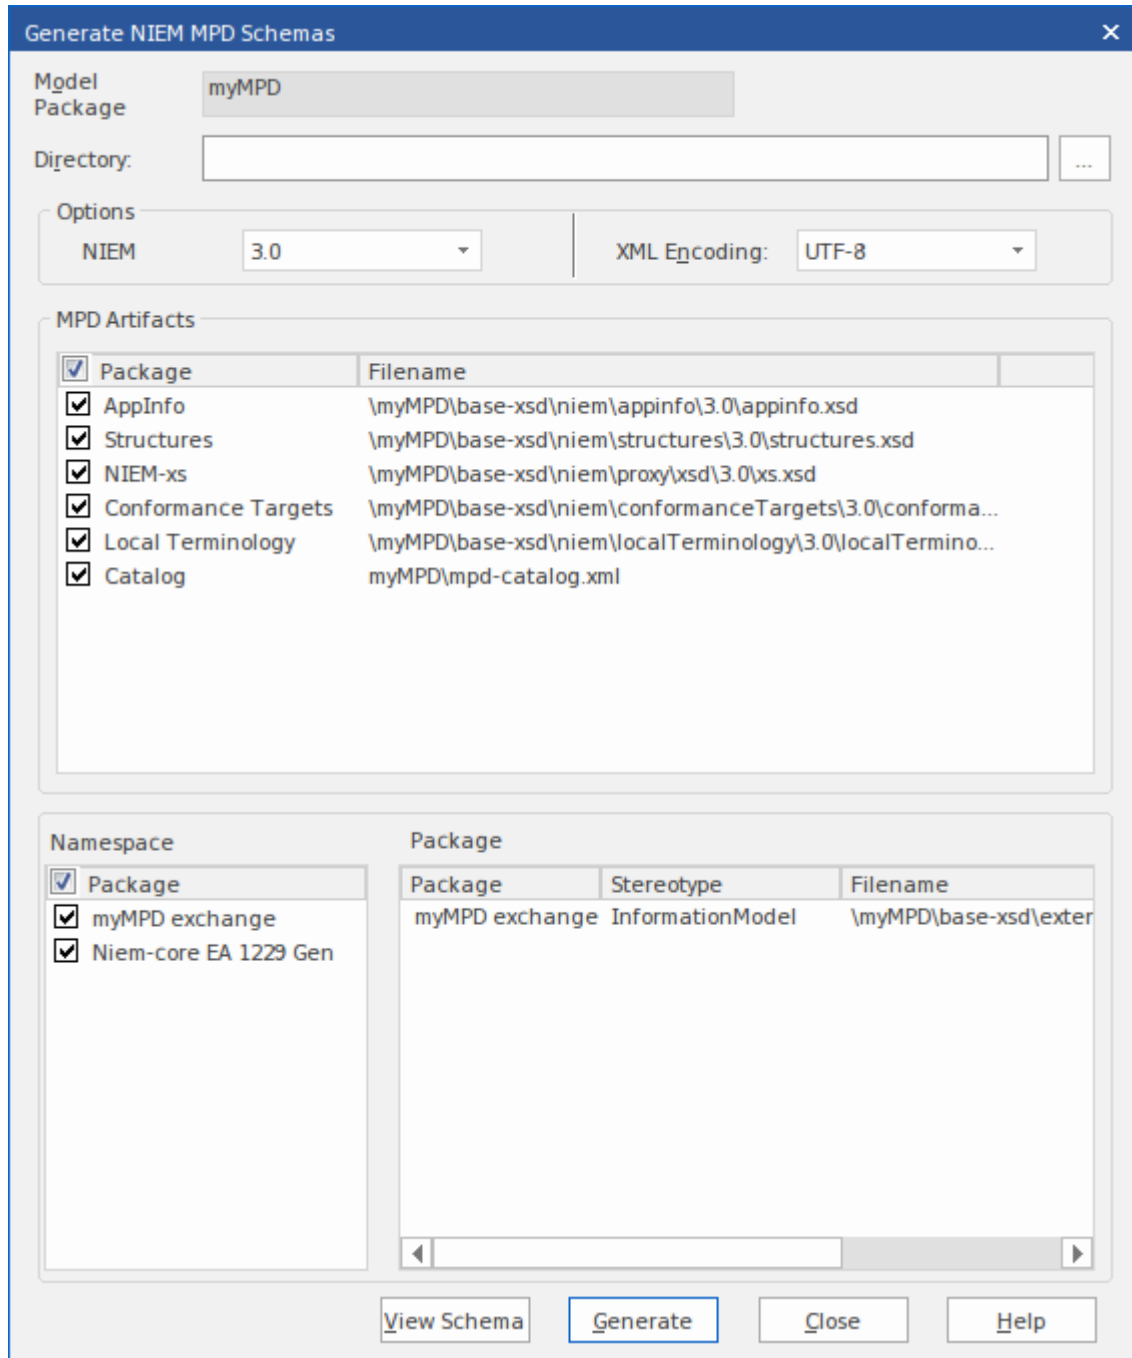 Generate NIEM MPD Schemas
Model Package
myMPD
Directory:
...
Options
NIEM
3.0
XML Encoding:
UTF-8
MPD Artifacts
Package Filename
AppInfo \myMPD\base-xsd\niem\appinfo\3.0\appinfo.xsd
Structures \myMPD\base-xsd\niem\structures\3.0\structures.xsd
NIEM-xs \myMPD\base-xsd\niem\proxy\xsd\3.0\xs.xsd
Conformance Targets \myMPD\base-xsd\niem\conformanceTargets\3.0\conforma...
Local Terminology \myMPD\base-xsd\niem\localTerminology\3.0\localTermino...
Catalog myMPD\mpd-catalog.xml
Namespace
Package
myMPD exchange
Niem-core EA 1229 Gen
Package
Package Stereotype Filename
myMPD exchange InformationModel \myMPD\base-xsd\exter
View Schema Generate Close Help